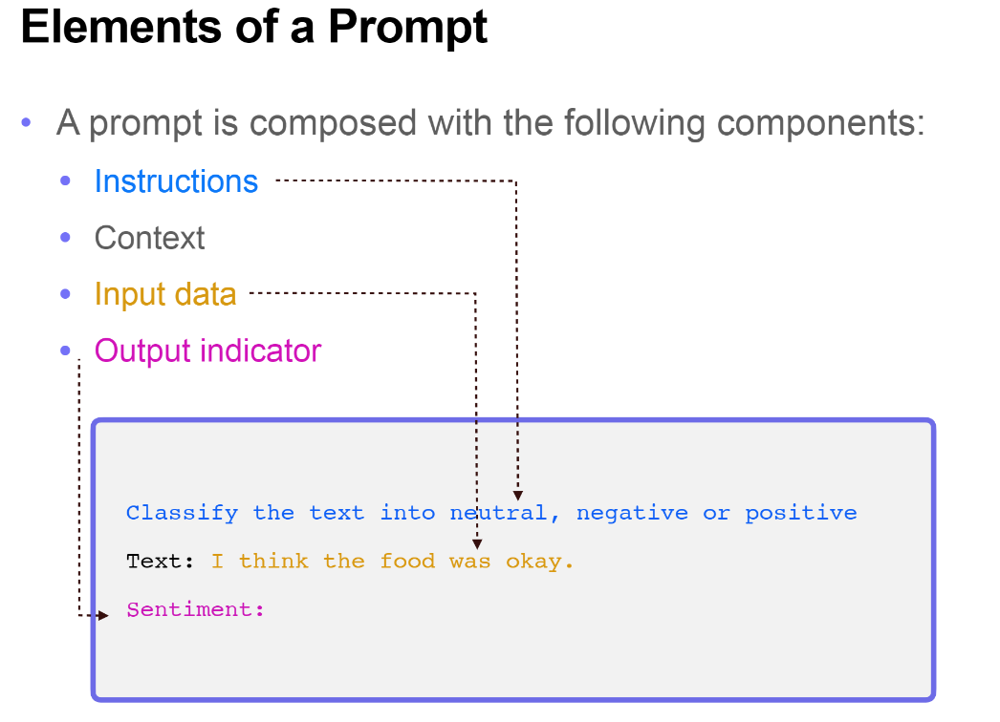 Elements of a Prompt
A prompt is composed with the following components:
Instructions
Context
Input data
Output indicator
Classify the text into neutral, negative or positive
Text: I think the food was okay.
Sentiment: